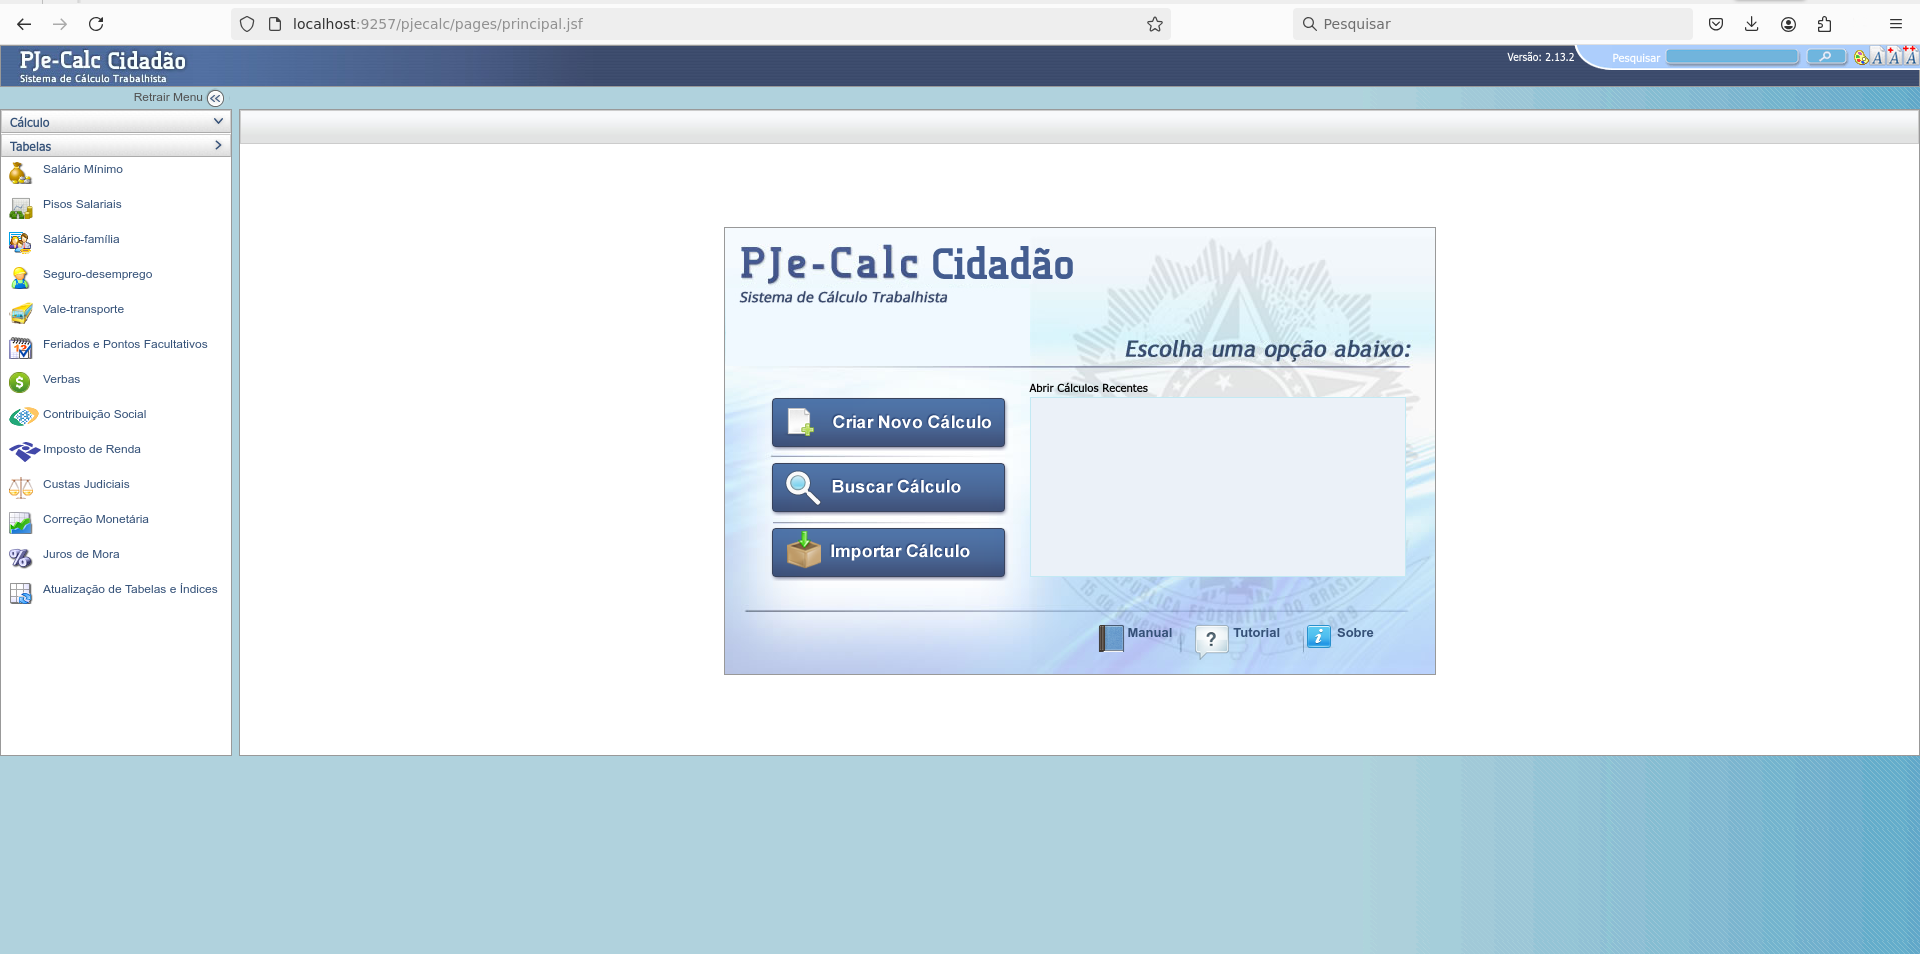 localhost:9257/pjecalc/pages/principal.jsf
Pesquisar
PJe-Calc Cidadão
Sistema de Cálculo Trabalhista
Versão: 2.13.2
Pesquisar
A A A
Retrair Menu
Cálculo
Tabelas
Salário Mínimo
Pisos Salariais
Salário-família
Seguro-desemprego
Vale-transporte
Feriados e Pontos Facultativos
Verbas
Contribuição Social
Imposto de Renda
Custas Judiciais
Correção Monetária
Juros de Mora
Atualização de Tabelas e Índices
PJe-Calc Cidadão
Sistema de Cálculo Trabalhista
Escolha uma opção abaixo:
Abrir Cálculos Recentes
Criar Novo Cálculo
Buscar Cálculo
Importar Cálculo
REPÚBLICA FEDERATIVA DO BRASIL
Manual
Tutorial
Sobre